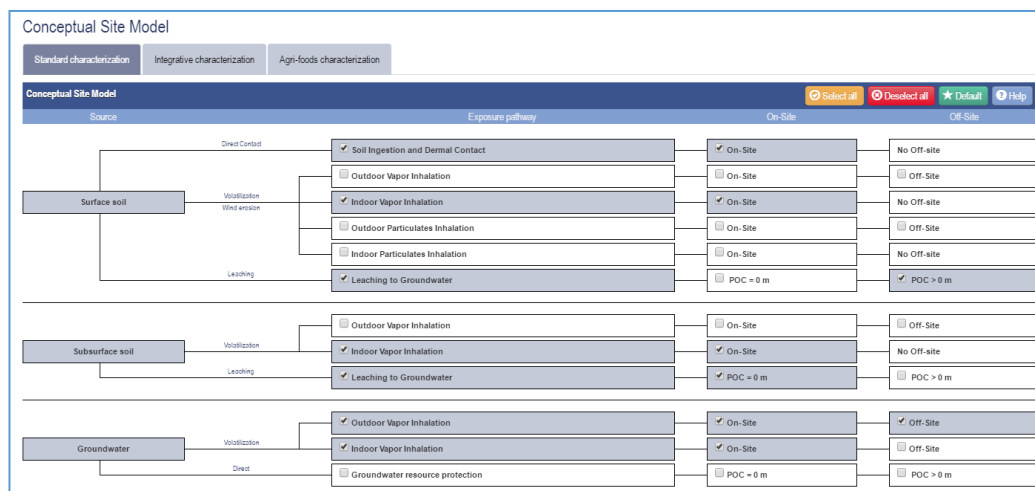 Conceptual Site Model
Standard characterization Integrative characterization Agri-foods characterization
Conceptual Site Model Select all Deselect all Default Help
Source Exposure pathway On-Site Off-Site
Direct Contact Soil Ingestion and Dermal Contact On-Site No Off-site
Outdoor Vapor Inhalation On-Site Off-Site
Surface soil Volatilization Wind erosion Indoor Vapor Inhalation On-Site No Off-site
Outdoor Particulates Inhalation On-Site Off-Site
Indoor Particulates Inhalation On-Site No Off-site
Leaching Leaching to Groundwater POC = 0 m POC > 0 m
Outdoor Vapor Inhalation On-Site Off-Site
Subsurface soil Volatilization Indoor Vapor Inhalation On-Site No Off-site
Leaching Leaching to Groundwater POC = 0 m POC > 0 m
Outdoor Vapor Inhalation On-Site Off-Site
Groundwater Volatilization Indoor Vapor Inhalation On-Site Off-Site
Direct Groundwater resource protection POC = 0 m POC > 0 m